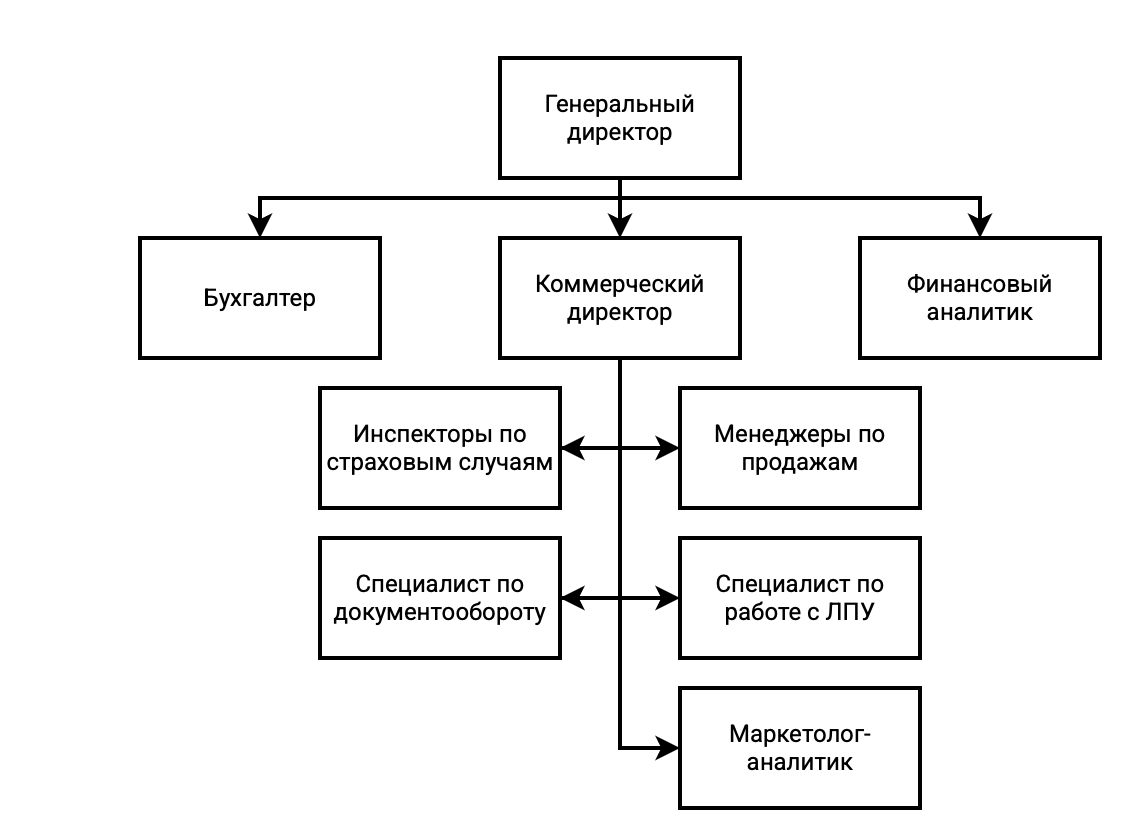 Генеральный
директор
Бухгалтер
Коммерческий
директор
Финансовый
аналитик
Инспекторы по
страховым случаям
Менеджеры по
продажам
Специалист по
документообороту
Специалист по
работе с ЛПУ
Маркетолог-
аналитик